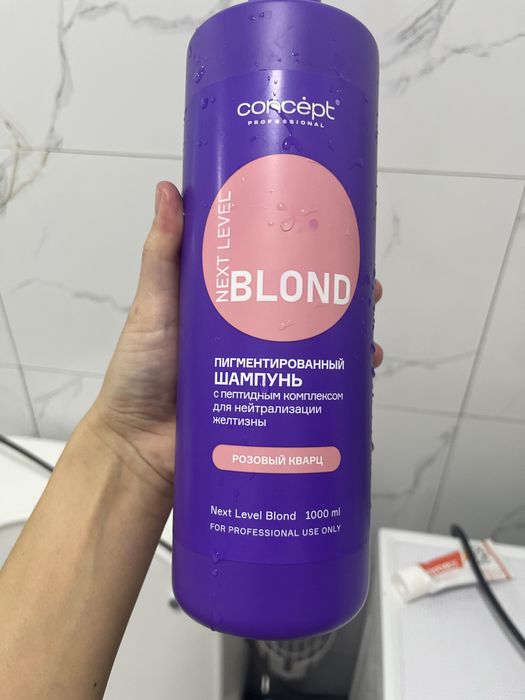 concept
PROFESSIONAL
NEXT LEVEL
BLOND
ПИГМЕНТИРОВАННЫЙ
ШАМПУНЬ
с пептидным комплексом
для нейтрализации
желтизны
РОЗОВЫЙ КВАРЦ
Next Level Blond 1000 ml
FOR PROFESSIONAL USE ONLY